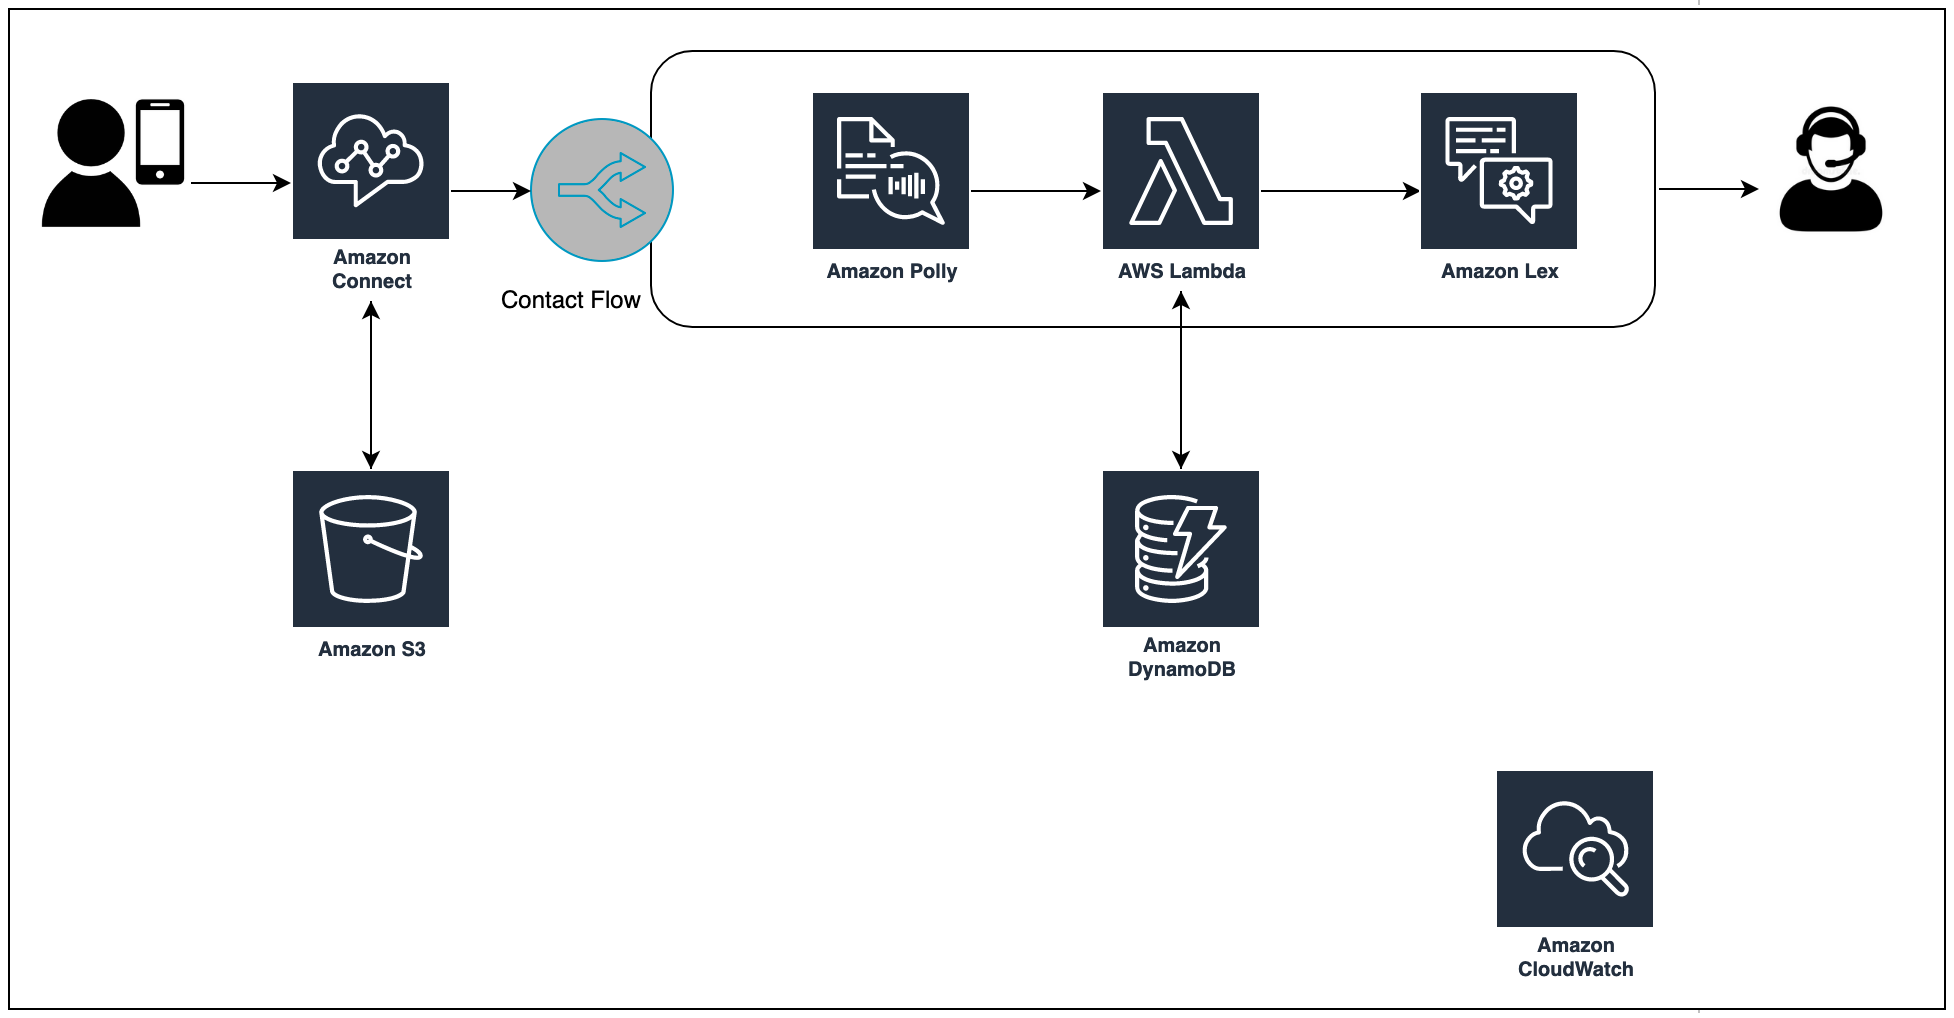 Amazon
Connect
Contact Flow
Amazon Polly
AWS Lambda
Amazon Lex
Amazon S3
Amazon
DynamoDB
Amazon
CloudWatch